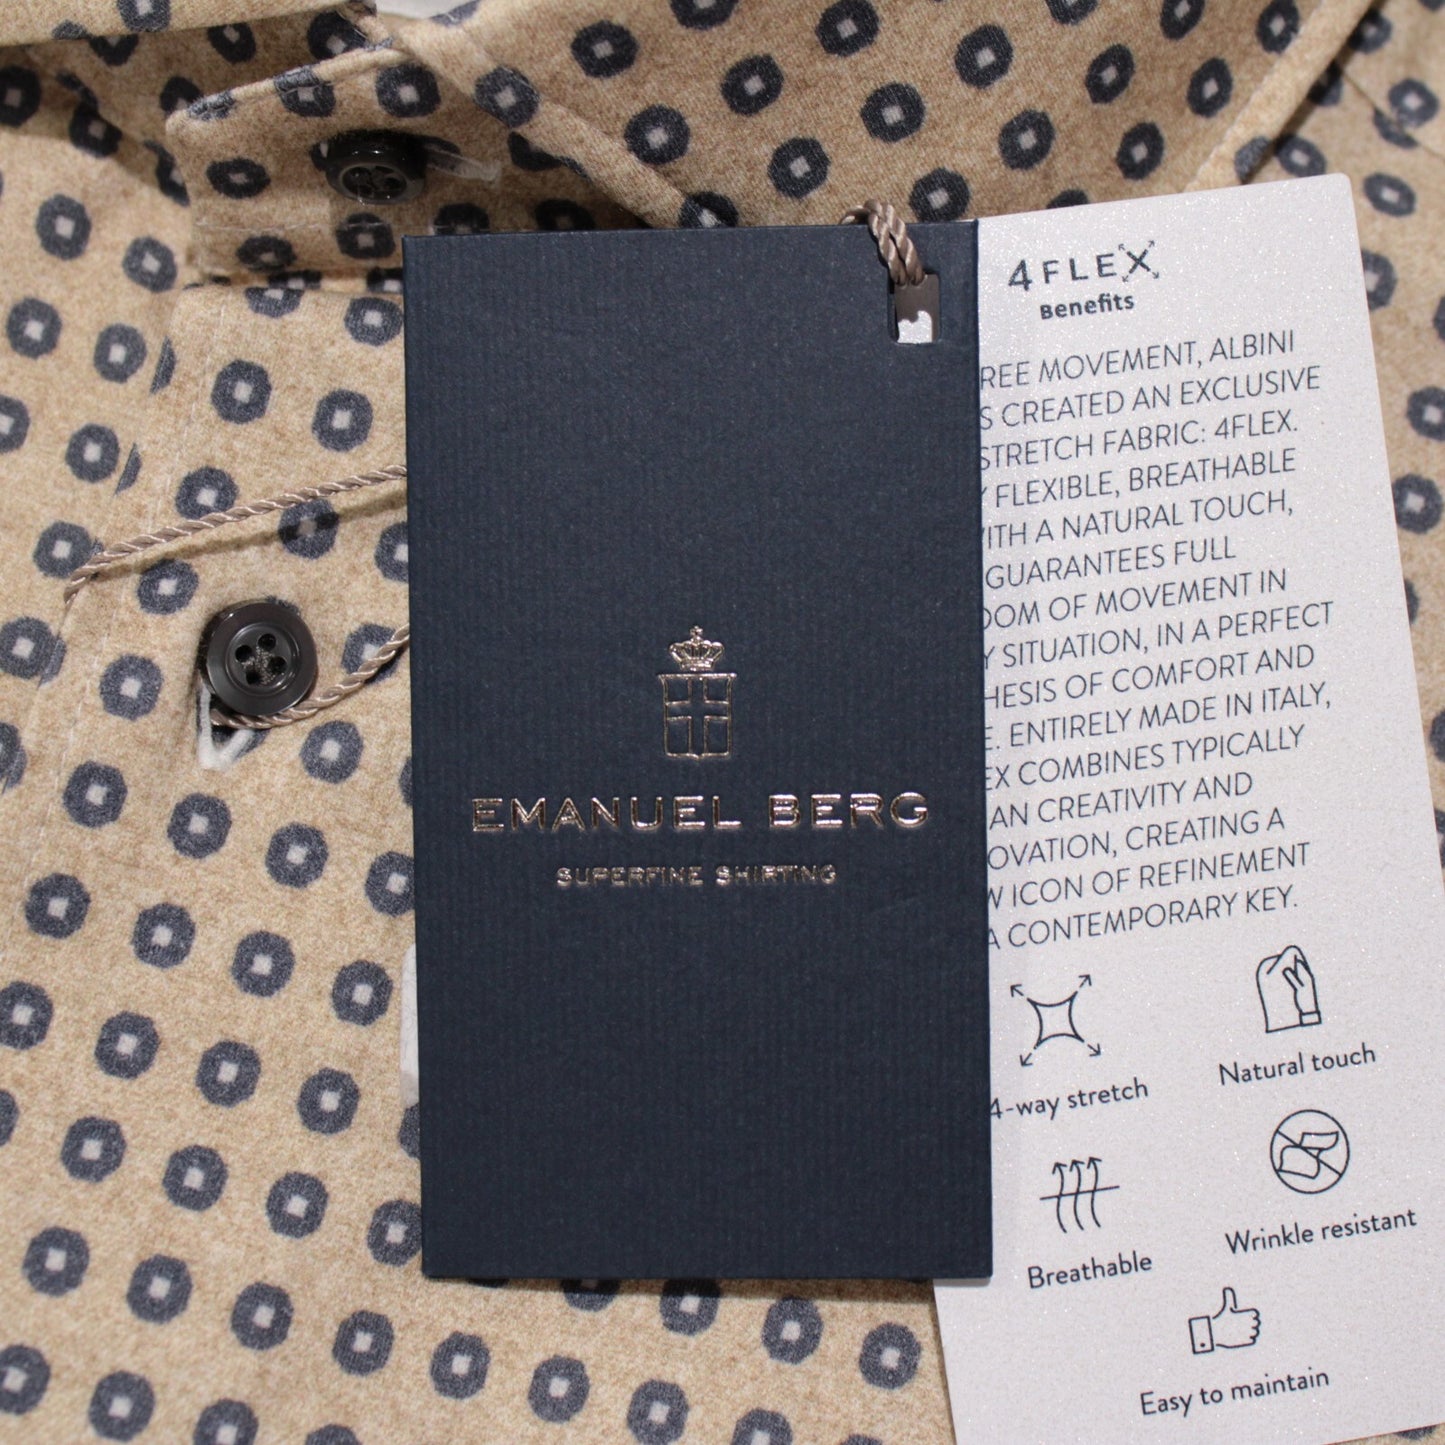 EMANUEL BERG
SUPERFINE SHIRTING
4FLEX
Benefits
REE MOVEMENT, ALBINI
S CREATED AN EXCLUSIVE
STRETCH FABRIC: 4FLEX.
Y FLEXIBLE, BREATHABLE
ITH A NATURAL TOUCH,
GUARANTEES FULL
DOM OF MOVEMENT IN
Y SITUATION, IN A PERFECT
HESIS OF COMFORT AND
E. ENTIRELY MADE IN ITALY,
EX COMBINES TYPICALLY
AN CREATIVITY AND
OVATION, CREATING A
W ICON OF REFINEMENT
A CONTEMPORARY KEY.
4-way stretch
Natural touch
Breathable
Wrinkle resistant
Easy to maintain